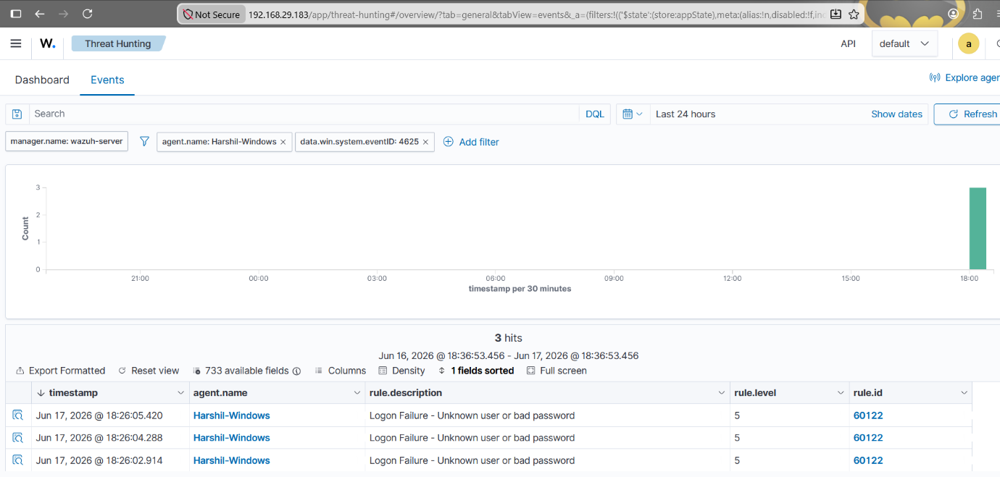 Not Secure 192.168.29.183/app/threat-hunting#/overview/?tab=general&tabView=events&_a=(filters:!(('$state':(store:appState),meta:(alias:!n,disabled:!f,in
W. Threat Hunting API default a
Dashboard Events Explore agen
Search DQL Last 24 hours Show dates Refresh
manager.name: wazuh-server agent.name: Harshil-Windows × data.win.system.eventID: 4625 × Add filter
3
2
1
0
Count
21:00 00:00 03:00 06:00 09:00 12:00 15:00 18:00
timestamp per 30 minutes
3 hits
Jun 16, 2026 @ 18:36:53.456 - Jun 17, 2026 @ 18:36:53.456
Export Formatted Reset view 733 available fields Columns Density 1 fields sorted Full screen
timestamp agent.name rule.description rule.level rule.id
Jun 17, 2026 @ 18:26:05.420 Harshil-Windows Logon Failure - Unknown user or bad password 5 60122
Jun 17, 2026 @ 18:26:04.288 Harshil-Windows Logon Failure - Unknown user or bad password 5 60122
Jun 17, 2026 @ 18:26:02.914 Harshil-Windows Logon Failure - Unknown user or bad password 5 60122